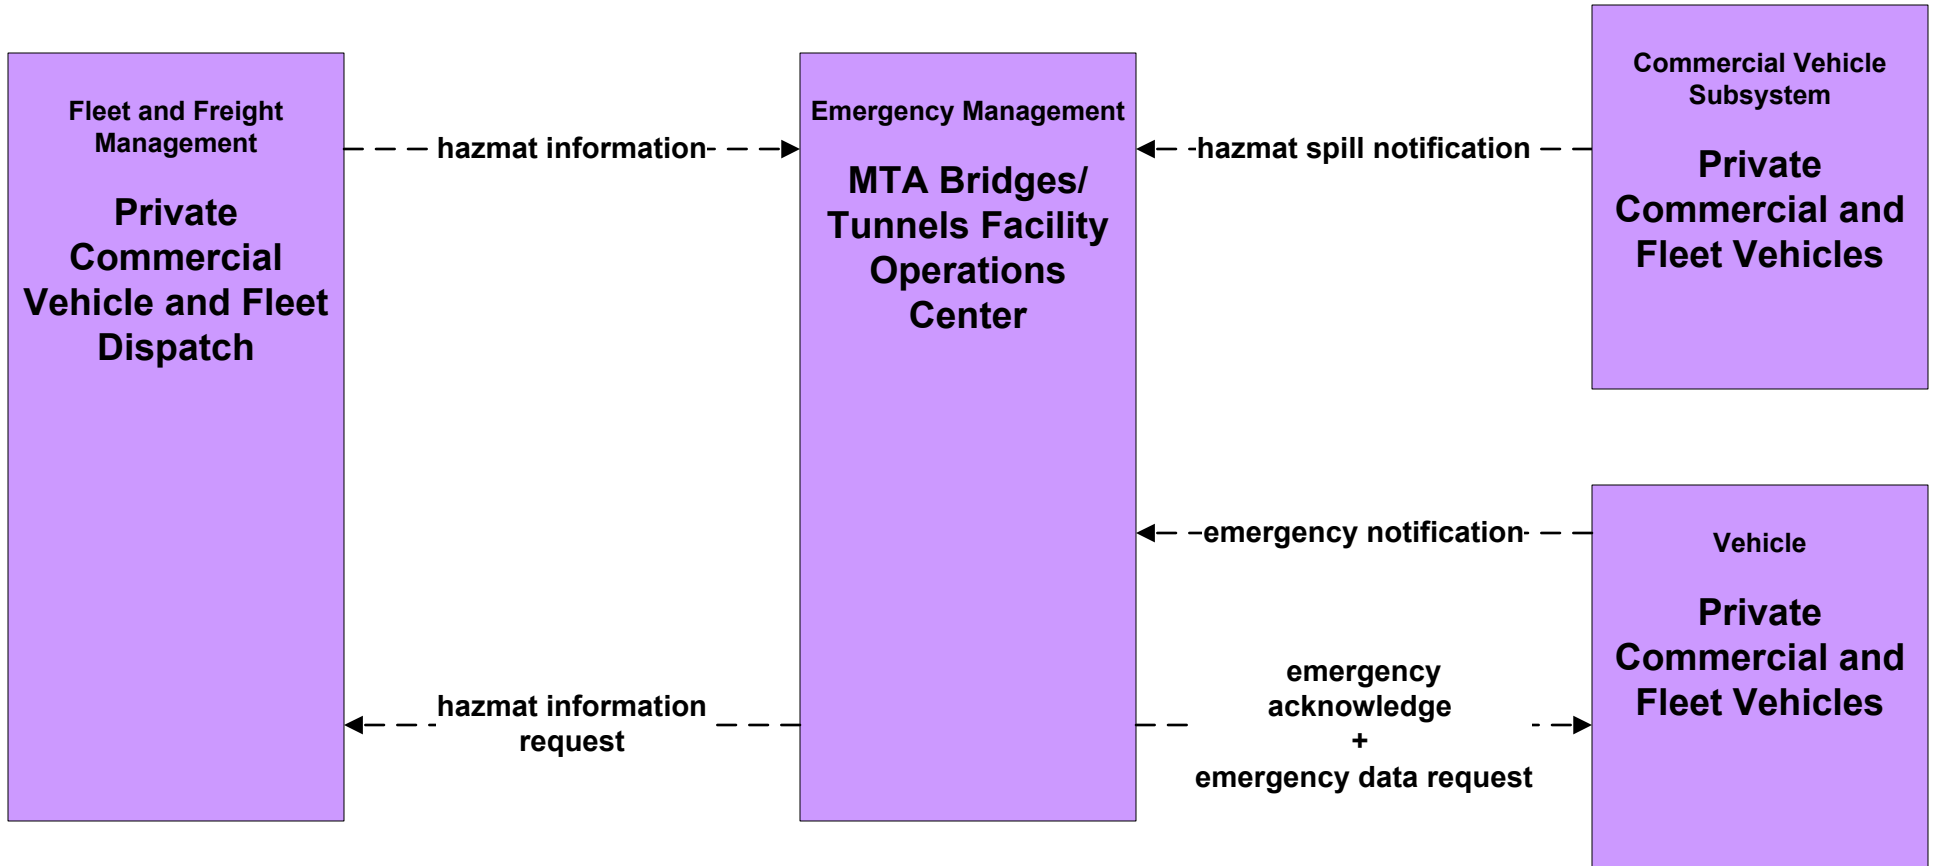 Fleet and Freight
Management
Private
Commercial
Vehicle and Fleet
Dispatch
hazmat information
hazmat information
request
Emergency Management
MTA Bridges/
Tunnels Facility
Operations
Center
hazmat spill notification
emergency notification
emergency
acknowledge
+
emergency data request
Commercial Vehicle
Subsystem
Private
Commercial and
Fleet Vehicles
Vehicle
Private
Commercial and
Fleet Vehicles